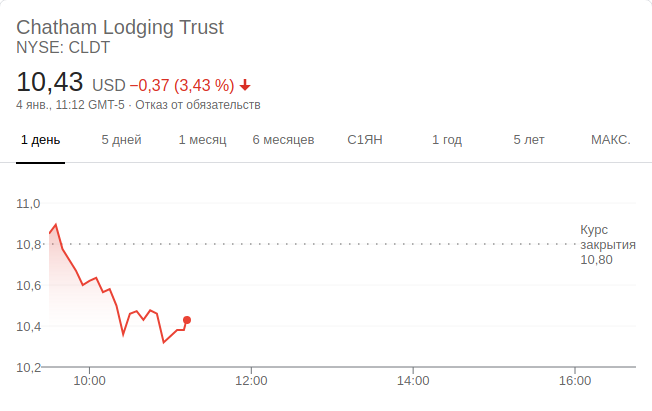 Chatham Lodging Trust
NYSE: CLDT
10,43 USD −0,37 (3,43 %)
4 янв., 11:12 GMT-5 · Отказ от обязательств
1 день 5 дней 1 месяц 6 месяцев С1ЯН 1 год 5 лет МАКС.
11,0
Курс
10,8 закрытия
10,80
10,6
10,4
10,2
10:00 12:00 14:00 16:00